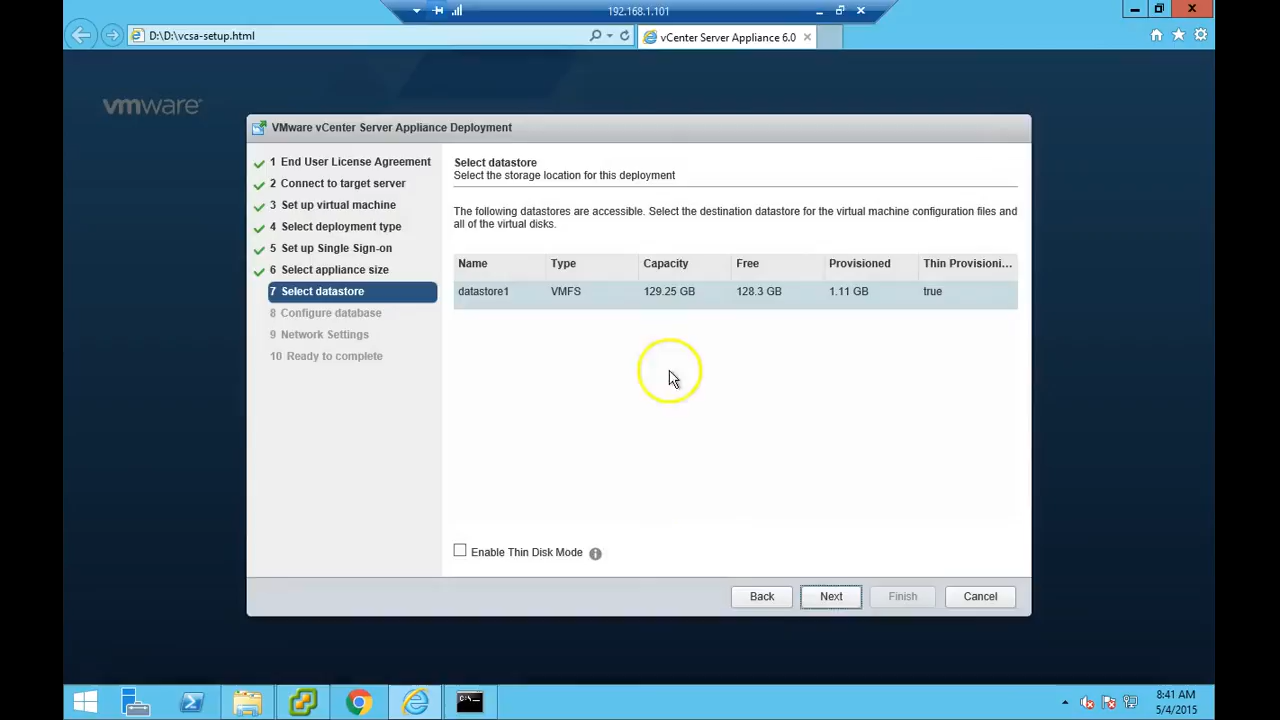 192.168.1.101
D:\D:\vcsa-setup.html
vCenter Server Appliance 6.0
vmware
VMware vCenter Server Appliance Deployment
1 End User License Agreement
2 Connect to target server
3 Set up virtual machine
4 Select deployment type
5 Set up Single Sign-on
6 Select appliance size
7 Select datastore
8 Configure database
9 Network Settings
10 Ready to complete
Select datastore
Select the storage location for this deployment
The following datastores are accessible. Select the destination datastore for the virtual machine configuration files and
all of the virtual disks.
Name Type Capacity Free Provisioned Thin Provisioni...
datastore1 VMFS 129.25 GB 128.3 GB 1.11 GB true
Enable Thin Disk Mode
Back Next Finish Cancel
8:41 AM
5/4/2015